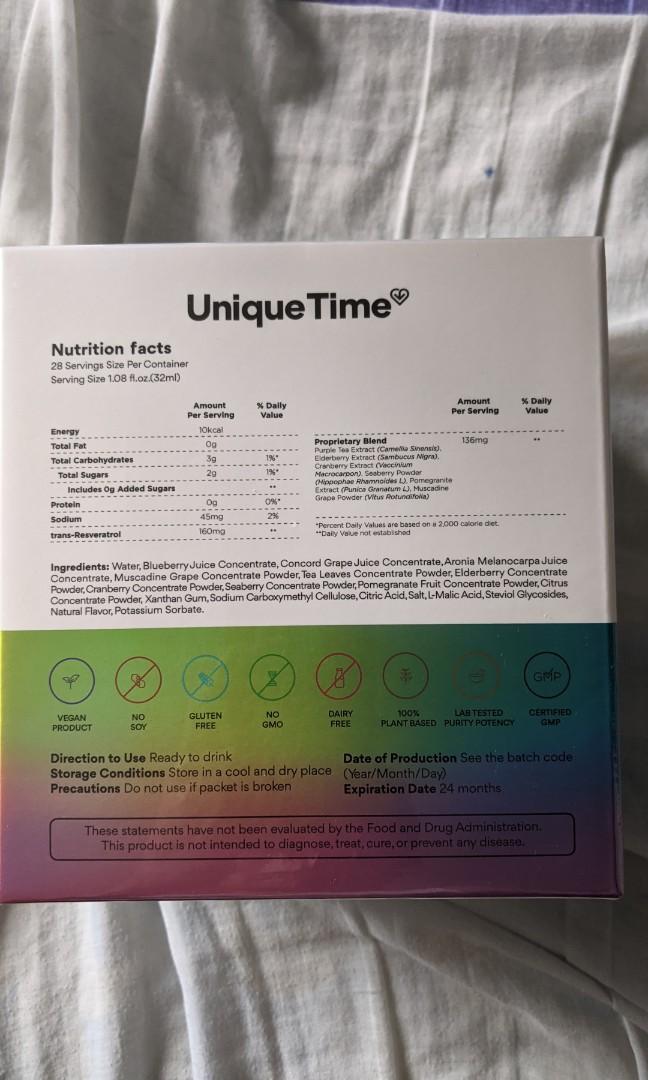 UniqueTime
Nutrition facts
28 Servings Size Per Container
Serving Size 1.08 fl.oz.(32ml)
Amount Per Serving % Daily Value
Energy 10kcal
Total Fat 0g
Total Carbohydrates 3g 1%*
Total Sugars 2g 1%*
Includes 0g Added Sugars **
Protein 0g 0%*
Sodium 45mg 2%
trans-Resveratrol 160mg **
Amount Per Serving % Daily Value
Proprietary Blend 136mg **
Purple Tea Extract (Camellia Sinensis),
Elderberry Extract (Sambucus Nigra),
Cranberry Extract (Vaccinium
Macrocarpon), Seaberry Powder
(Hippophae Rhamnoides L), Pomegranate
Extract (Punica Granatum L), Muscadine
Grape Powder (Vitus Rotundifolia)
*Percent Daily Values are based on a 2,000 calorie diet.
**Daily Value not established
Ingredients: Water, Blueberry Juice Concentrate, Concord Grape Juice Concentrate, Aronia Melanocarpa Juice
Concentrate, Muscadine Grape Concentrate Powder, Tea Leaves Concentrate Powder, Elderberry Concentrate
Powder, Cranberry Concentrate Powder, Seaberry Concentrate Powder, Pomegranate Fruit Concentrate Powder, Citrus
Concentrate Powder, Xanthan Gum, Sodium Carboxymethyl Cellulose, Citric Acid, Salt, L-Malic Acid, Steviol Glycosides,
Natural Flavor, Potassium Sorbate.
GMP
VEGAN PRODUCT
NO SOY
GLUTEN FREE
NO GMO
DAIRY FREE
100% PLANT BASED
LAB TESTED PURITY POTENCY
CERTIFIED GMP
Direction to Use Ready to drink
Storage Conditions Store in a cool and dry place
Precautions Do not use if packet is broken
Date of Production See the batch code
(Year/Month/Day)
Expiration Date 24 months
These statements have not been evaluated by the Food and Drug Administration.
This product is not intended to diagnose, treat, cure, or prevent any disease.